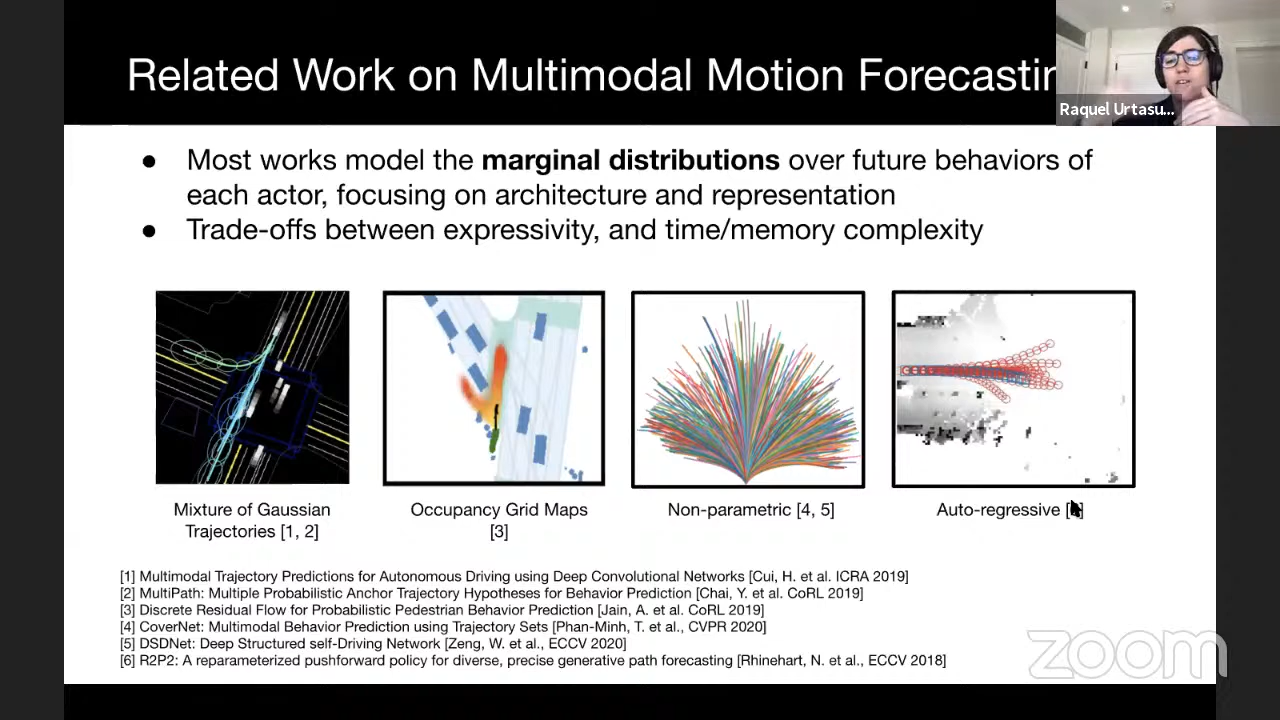 Related Work on Multimodal Motion Forecastin
Raquel Urtasu...
● Most works model the marginal distributions over future behaviors of
each actor, focusing on architecture and representation
● Trade-offs between expressivity, and time/memory complexity
Mixture of Gaussian
Trajectories [1, 2]
Occupancy Grid Maps
[3]
Non-parametric [4, 5]
Auto-regressive
[1] Multimodal Trajectory Predictions for Autonomous Driving using Deep Convolutional Networks [Cui, H. et al. ICRA 2019]
[2] MultiPath: Multiple Probabilistic Anchor Trajectory Hypotheses for Behavior Prediction [Chai, Y. et al. CoRL 2019]
[3] Discrete Residual Flow for Probabilistic Pedestrian Behavior Prediction [Jain, A. et al. CoRL 2019]
[4] CoverNet: Multimodal Behavior Prediction using Trajectory Sets [Phan-Minh, T. et al., CVPR 2020]
[5] DSDNet: Deep Structured self-Driving Network [Zeng, W. et al., ECCV 2020]
[6] R2P2: A reparameterized pushforward policy for diverse, precise generative path forecasting [Rhinehart, N. et al., ECCV 2018]
zoom